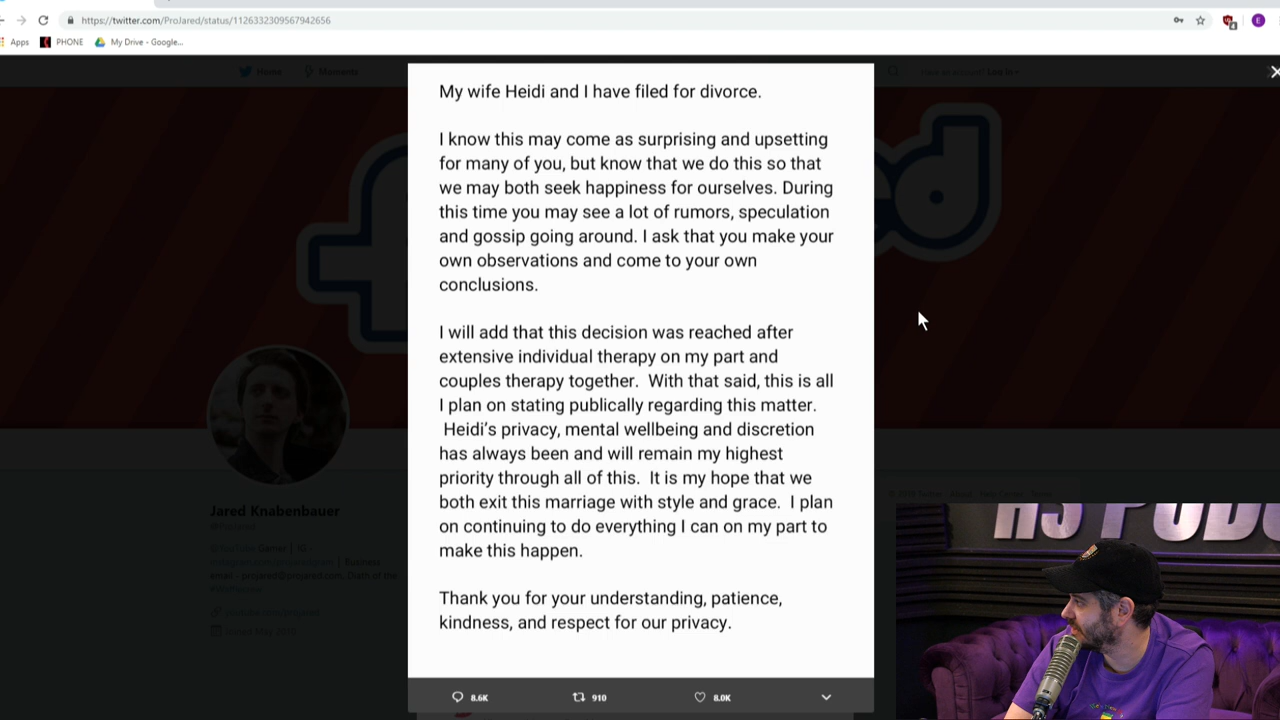 https://twitter.com/ProJared/status/1126332309567942656
Apps PHONE My Drive - Google...
Home Moments Log in
My wife Heidi and I have filed for divorce.
I know this may come as surprising and upsetting
for many of you, but know that we do this so that
we may both seek happiness for ourselves. During
this time you may see a lot of rumors, speculation
and gossip going around. I ask that you make your
own observations and come to your own
conclusions.
I will add that this decision was reached after
extensive individual therapy on my part and
couples therapy together. With that said, this is all
I plan on stating publically regarding this matter.
Heidi's privacy, mental wellbeing and discretion
has always been and will remain my highest
priority through all of this. It is my hope that we
both exit this marriage with style and grace. I plan
on continuing to do everything I can on my part to
make this happen.
Thank you for your understanding, patience,
kindness, and respect for our privacy.
8.6K 910 8.0K
Jared Knabenbauer
H3 PODC